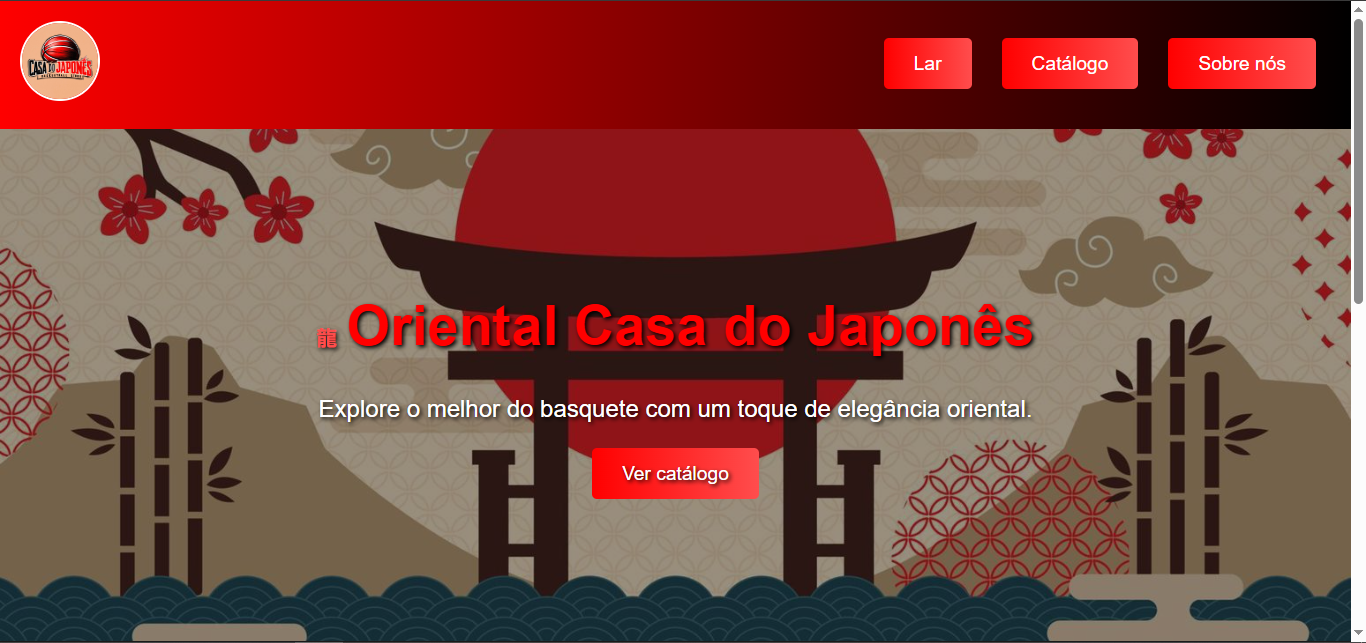 CASA DO JAPONÊS
Lar
Catálogo
Sobre nós
龍 Oriental Casa do Japonês
Explore o melhor do basquete com um toque de elegância oriental.
Ver catálogo